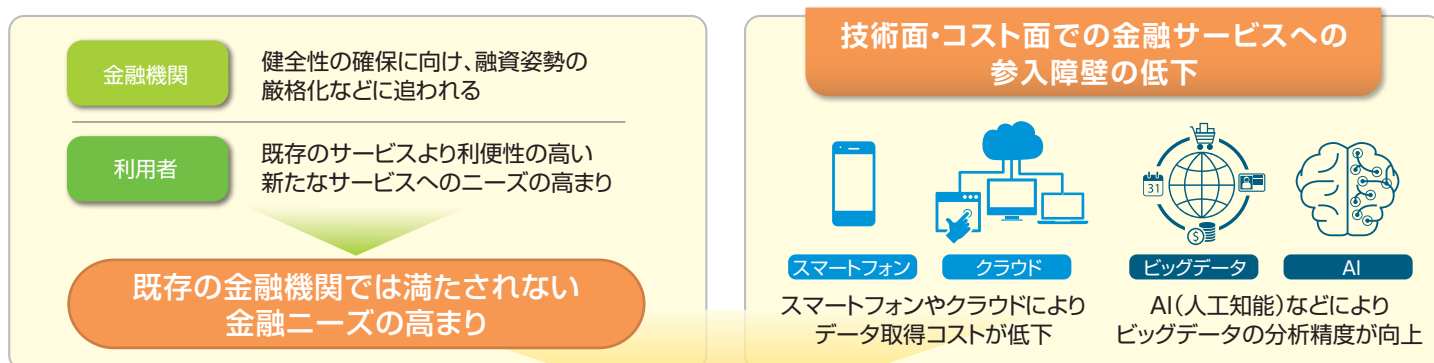 金融機関
健全性の確保に向け、融資姿勢の
厳格化などに追われる
利用者
既存のサービスより利便性の高い
新たなサービスへのニーズの高まり
既存の金融機関では満たされない
金融ニーズの高まり
技術面・コスト面での金融サービスへの
参入障壁の低下
31
$
スマートフォン
クラウド
ビッグデータ
AI
スマートフォンやクラウドにより
データ取得コストが低下
AI(人工知能)などにより
ビッグデータの分析精度が向上